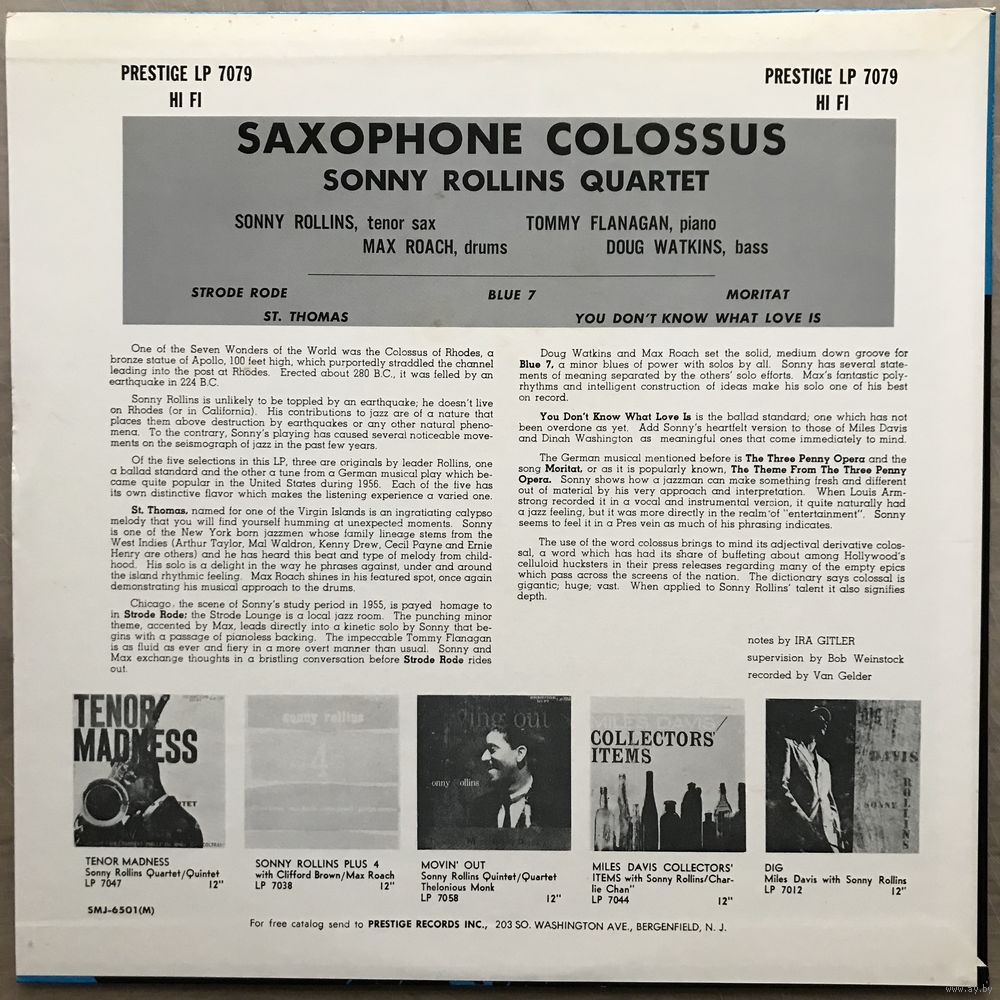 PRESTIGE LP 7079
HI FI
PRESTIGE LP 7079
HI FI
SAXOPHONE COLOSSUS
SONNY ROLLINS QUARTET
SONNY ROLLINS, tenor sax TOMMY FLANAGAN, piano
MAX ROACH, drums DOUG WATKINS, bass
STRODE RODE BLUE 7 MORITAT
ST. THOMAS YOU DON'T KNOW WHAT LOVE IS
One of the Seven Wonders of the World was the Colossus of Rhodes, a
bronze statue of Apollo, 100 feet high, which purportedly straddled the channel
leading into the post at Rhodes. Erected about 280 B.C., it was felled by an
earthquake in 224 B.C.
Sonny Rollins is unlikely to be toppled by an earthquake; he doesn't live
on Rhodes (or in California). His contributions to jazz are of a nature that
places them above destruction by earthquakes or any other natural pheno-
mena. To the contrary, Sonny's playing has caused several noticeable move-
ments on the seismograph of jazz in the past few years.
Of the five selections in this LP, three are originals by leader Rollins, one
a ballad standard and the other a tune from a German musical play which be-
came quite popular in the United States during 1956. Each of the five has
its own distinctive flavor which makes the listening experience a varied one.
St. Thomas, named for one of the Virgin Islands is an ingratiating calypso
melody that you will find yourself humming at unexpected moments. Sonny
is one of the New York born jazzmen whose family lineage stems from the
West Indies (Arthur Taylor, Mal Waldron, Kenny Drew, Cecil Payne and Ernie
Henry are others) and he has heard this beat and type of melody from child-
hood. His solo is a delight in the way he phrases against, under and around
the island rhythmic feeling. Max Roach shines in his featured spot, once again
demonstrating his musical approach to the drums.
Chicago, the scene of Sonny's study period in 1955, is payed homage to
in Strode Rode; the Strode Lounge is a local jazz room. The punching minor
theme, accented by Max, leads directly into a kinetic solo by Sonny that be-
gins with a passage of pianoless backing. The impeccable Tommy Flanagan
is as fluid as ever and fiery in a more overt manner than usual. Sonny and
Max exchange thoughts in a bristling conversation before Strode Rode rides
out.
Doug Watkins and Max Roach set the solid, medium down groove for
Blue 7, a minor blues of power with solos by all. Sonny has several state-
ments of meaning separated by the others' solo efforts. Max's fantastic poly-
rhythms and intelligent construction of ideas make his solo one of his best
on record.
You Don't Know What Love Is is the ballad standard; one which has not
been overdone as yet. Add Sonny's heartfelt version to those of Miles Davis
and Dinah Washington as meaningful ones that come immediately to mind.
The German musical mentioned before is The Three Penny Opera and the
song Moritat, or as it is popularly known, The Theme From The Three Penny
Opera. Sonny shows how a jazzman can make something fresh and different
out of material by his very approach and interpretation. When Louis Arm-
strong recorded it in a vocal and instrumental version, it quite naturally had
a jazz feeling, but it was more directly in the realm of "entertainment". Sonny
seems to feel it in a Pres vein as much of his phrasing indicates.
The use of the word colossus brings to mind its adjectival derivative colos-
sal, a word which has had its share of buffeting about among Hollywood's
celluloid hucksters in their press releases regarding many of the empty epics
which pass across the screens of the nation. The dictionary says colossal is
gigantic; huge; vast. When applied to Sonny Rollins' talent it also signifies
depth.
notes by IRA GITLER
supervision by Bob Weinstock
recorded by Van Gelder
TENOR
MADNESS
sonny rollins
4
ving out
onny ollins
MILES DAVIS
COLLECTORS'
ITEMS
DIG
DAVIS
SONNY
ROLLINS
TENOR MADNESS
Sonny Rollins Quartet/Quintet
LP 7047 12"
SONNY ROLLINS PLUS 4
with Clifford Brown/Max Roach
LP 7038 12"
MOVIN' OUT
Sonny Rollins Quintet/Quartet
Thelonious Monk
LP 7058 12"
MILES DAVIS COLLECTORS'
ITEMS with Sonny Rollins/Char-
lie Chan"
LP 7044 12"
DIG
Miles Davis with Sonny Rollins
LP 7012 12"
SMJ-6501(M)
For free catalog send to PRESTIGE RECORDS INC., 203 SO. WASHINGTON AVE., BERGENFIELD, N. J.
www.ay.by